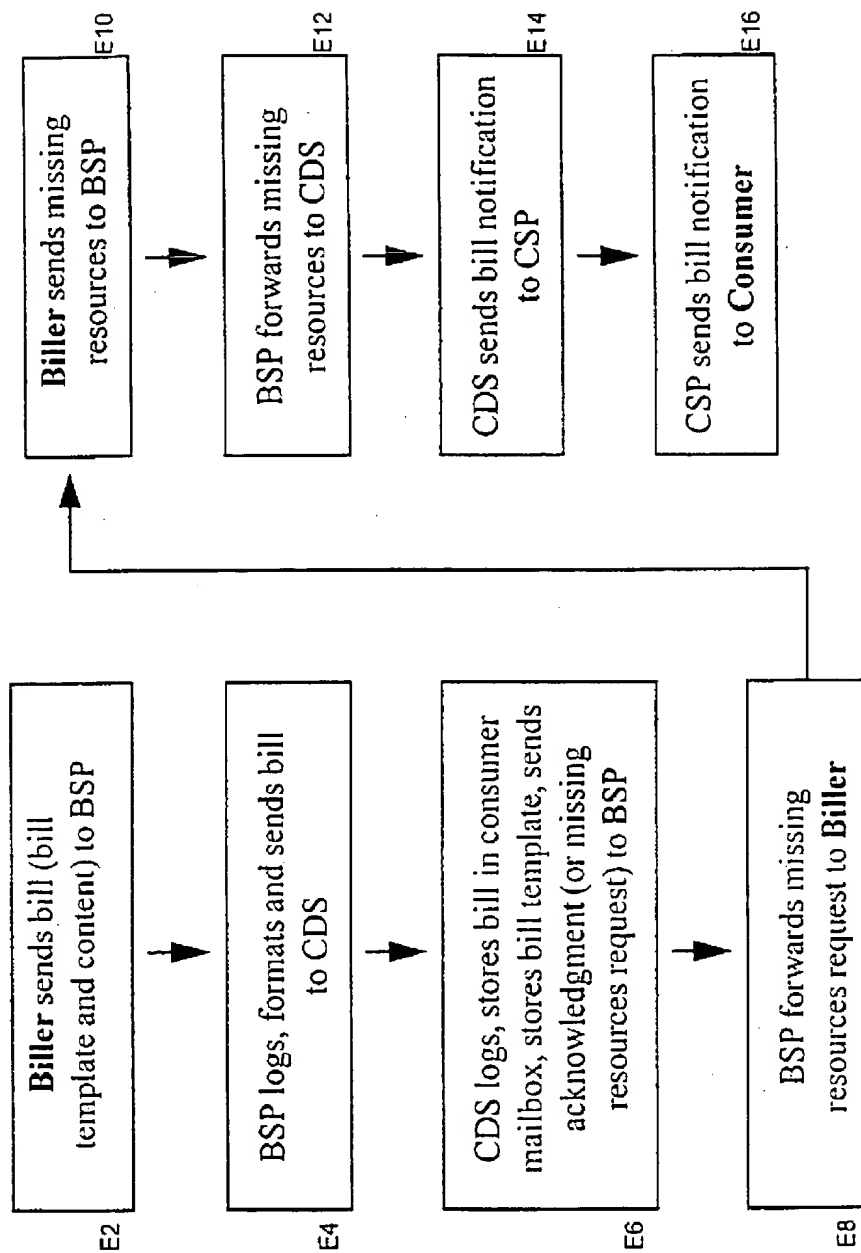 Biller sends bill (bill
template and content) to BSP
E2
BSP logs, formats and sends bill
to CDS
E4
CDS logs, stores bill in consumer
mailbox, stores bill template, sends
acknowledgment (or missing
resources request) to BSP
E6
BSP forwards missing
resources request to Biller
E8
Biller sends missing
resources to BSP
E10
BSP forwards missing
resources to CDS
E12
CDS sends bill notification
to CSP
E14
CSP sends bill notification
to Consumer
E16